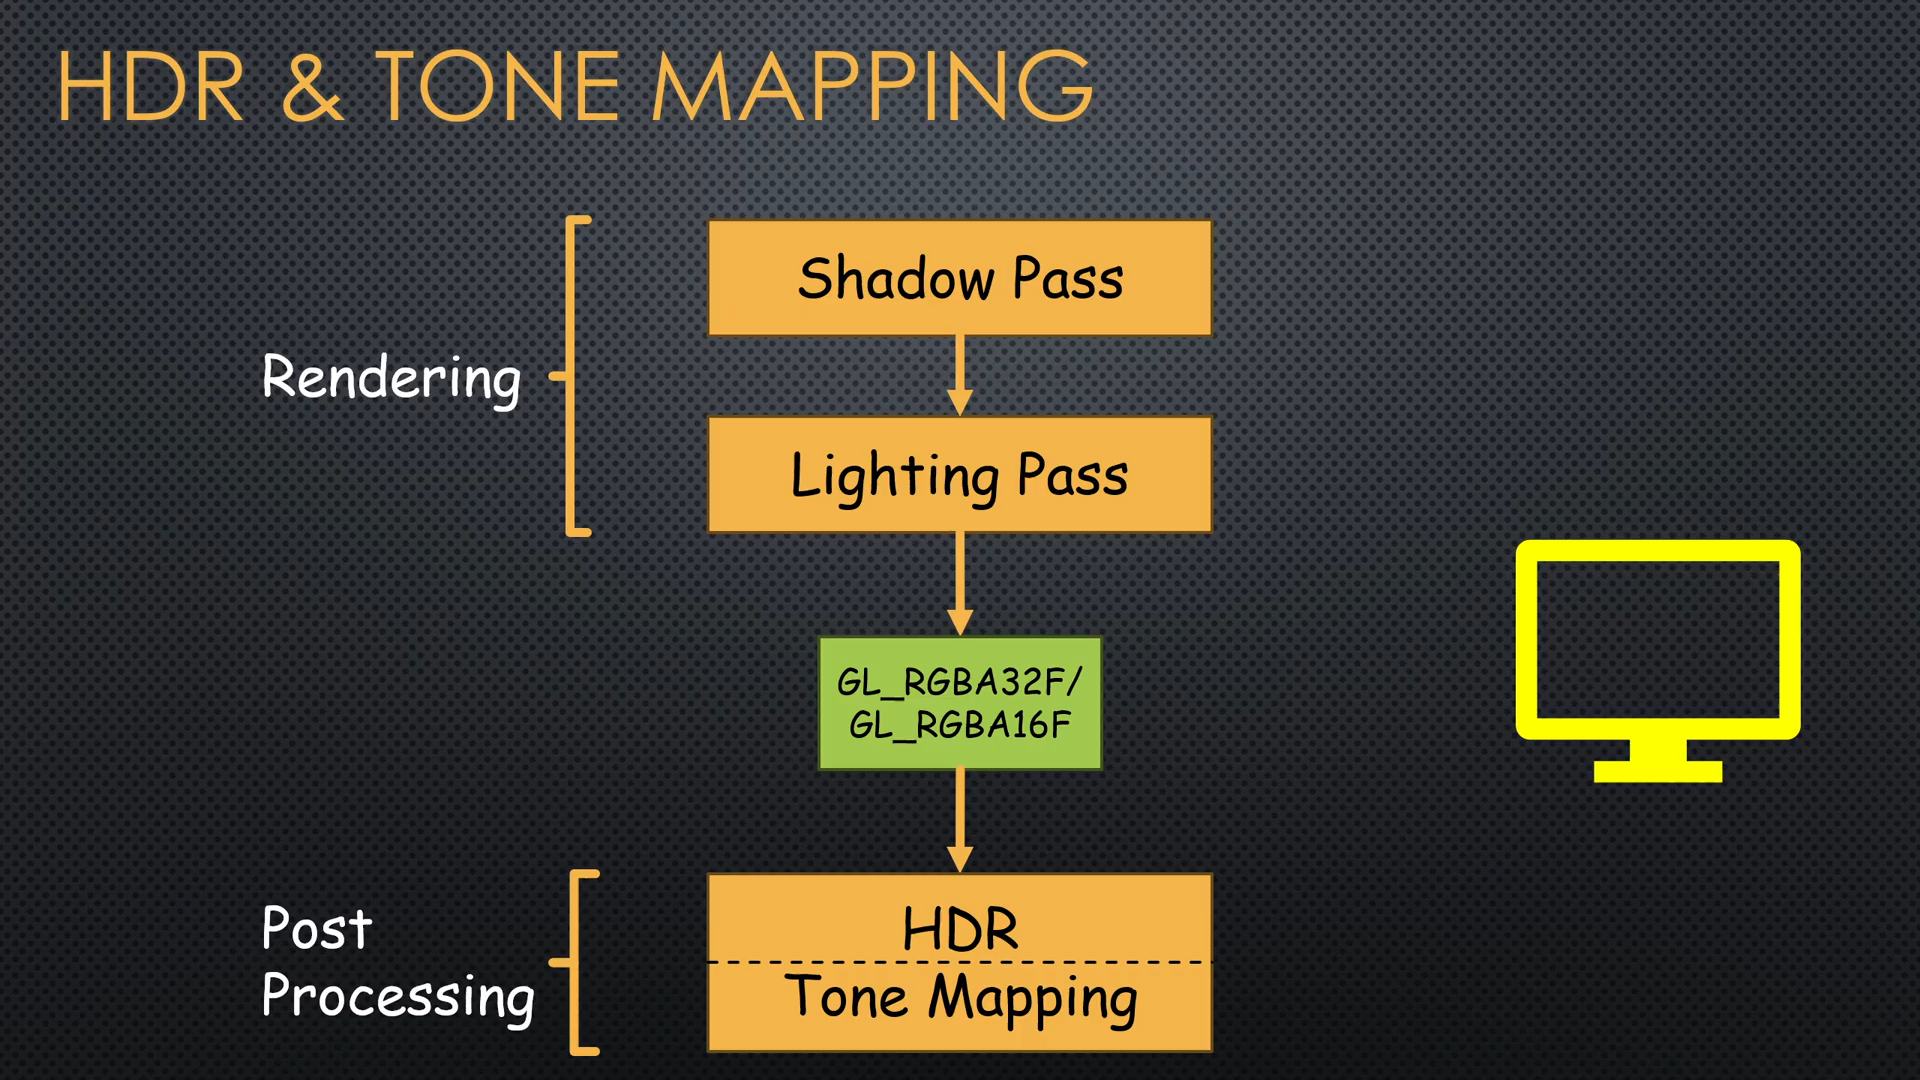 HDR & TONE MAPPING
Shadow Pass
Rendering
Lighting Pass
GL_RGBA32F/
GL_RGBA16F
Post
Processing
HDR
Tone Mapping